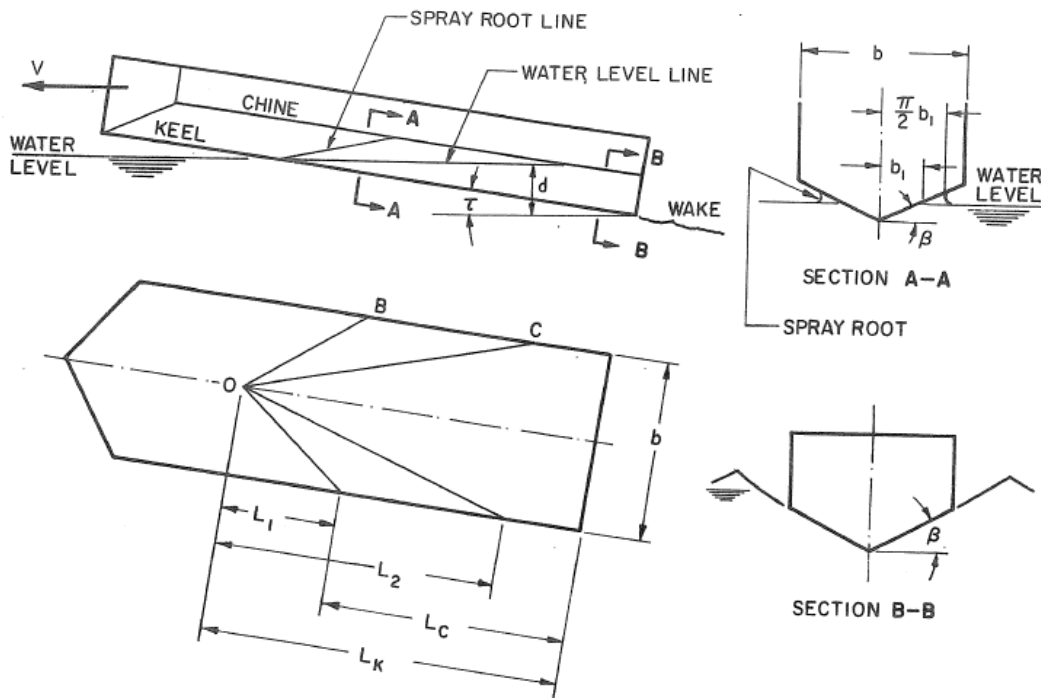 SPRAY ROOT LINE
WATER LEVEL LINE
V
CHINE
A
KEEL
B
WATER
LEVEL
d
τ
A
WAKE
B
b
π/2 b₁
b₁
WATER
LEVEL
β
SECTION A-A
SPRAY ROOT
B
C
O
b
L₁
L₂
L_C
L_K
β
SECTION B-B